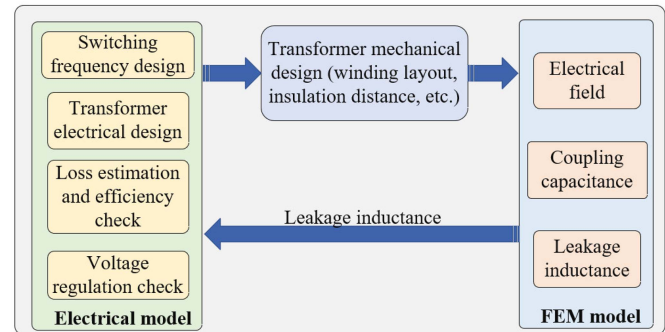 Switching
frequency design
Transformer
electrical design
Loss estimation
and efficiency
check
Voltage
regulation check
Electrical model
Transformer mechanical
design (winding layout,
insulation distance, etc.)
Leakage inductance
Electrical
field
Coupling
capacitance
Leakage
inductance
FEM model